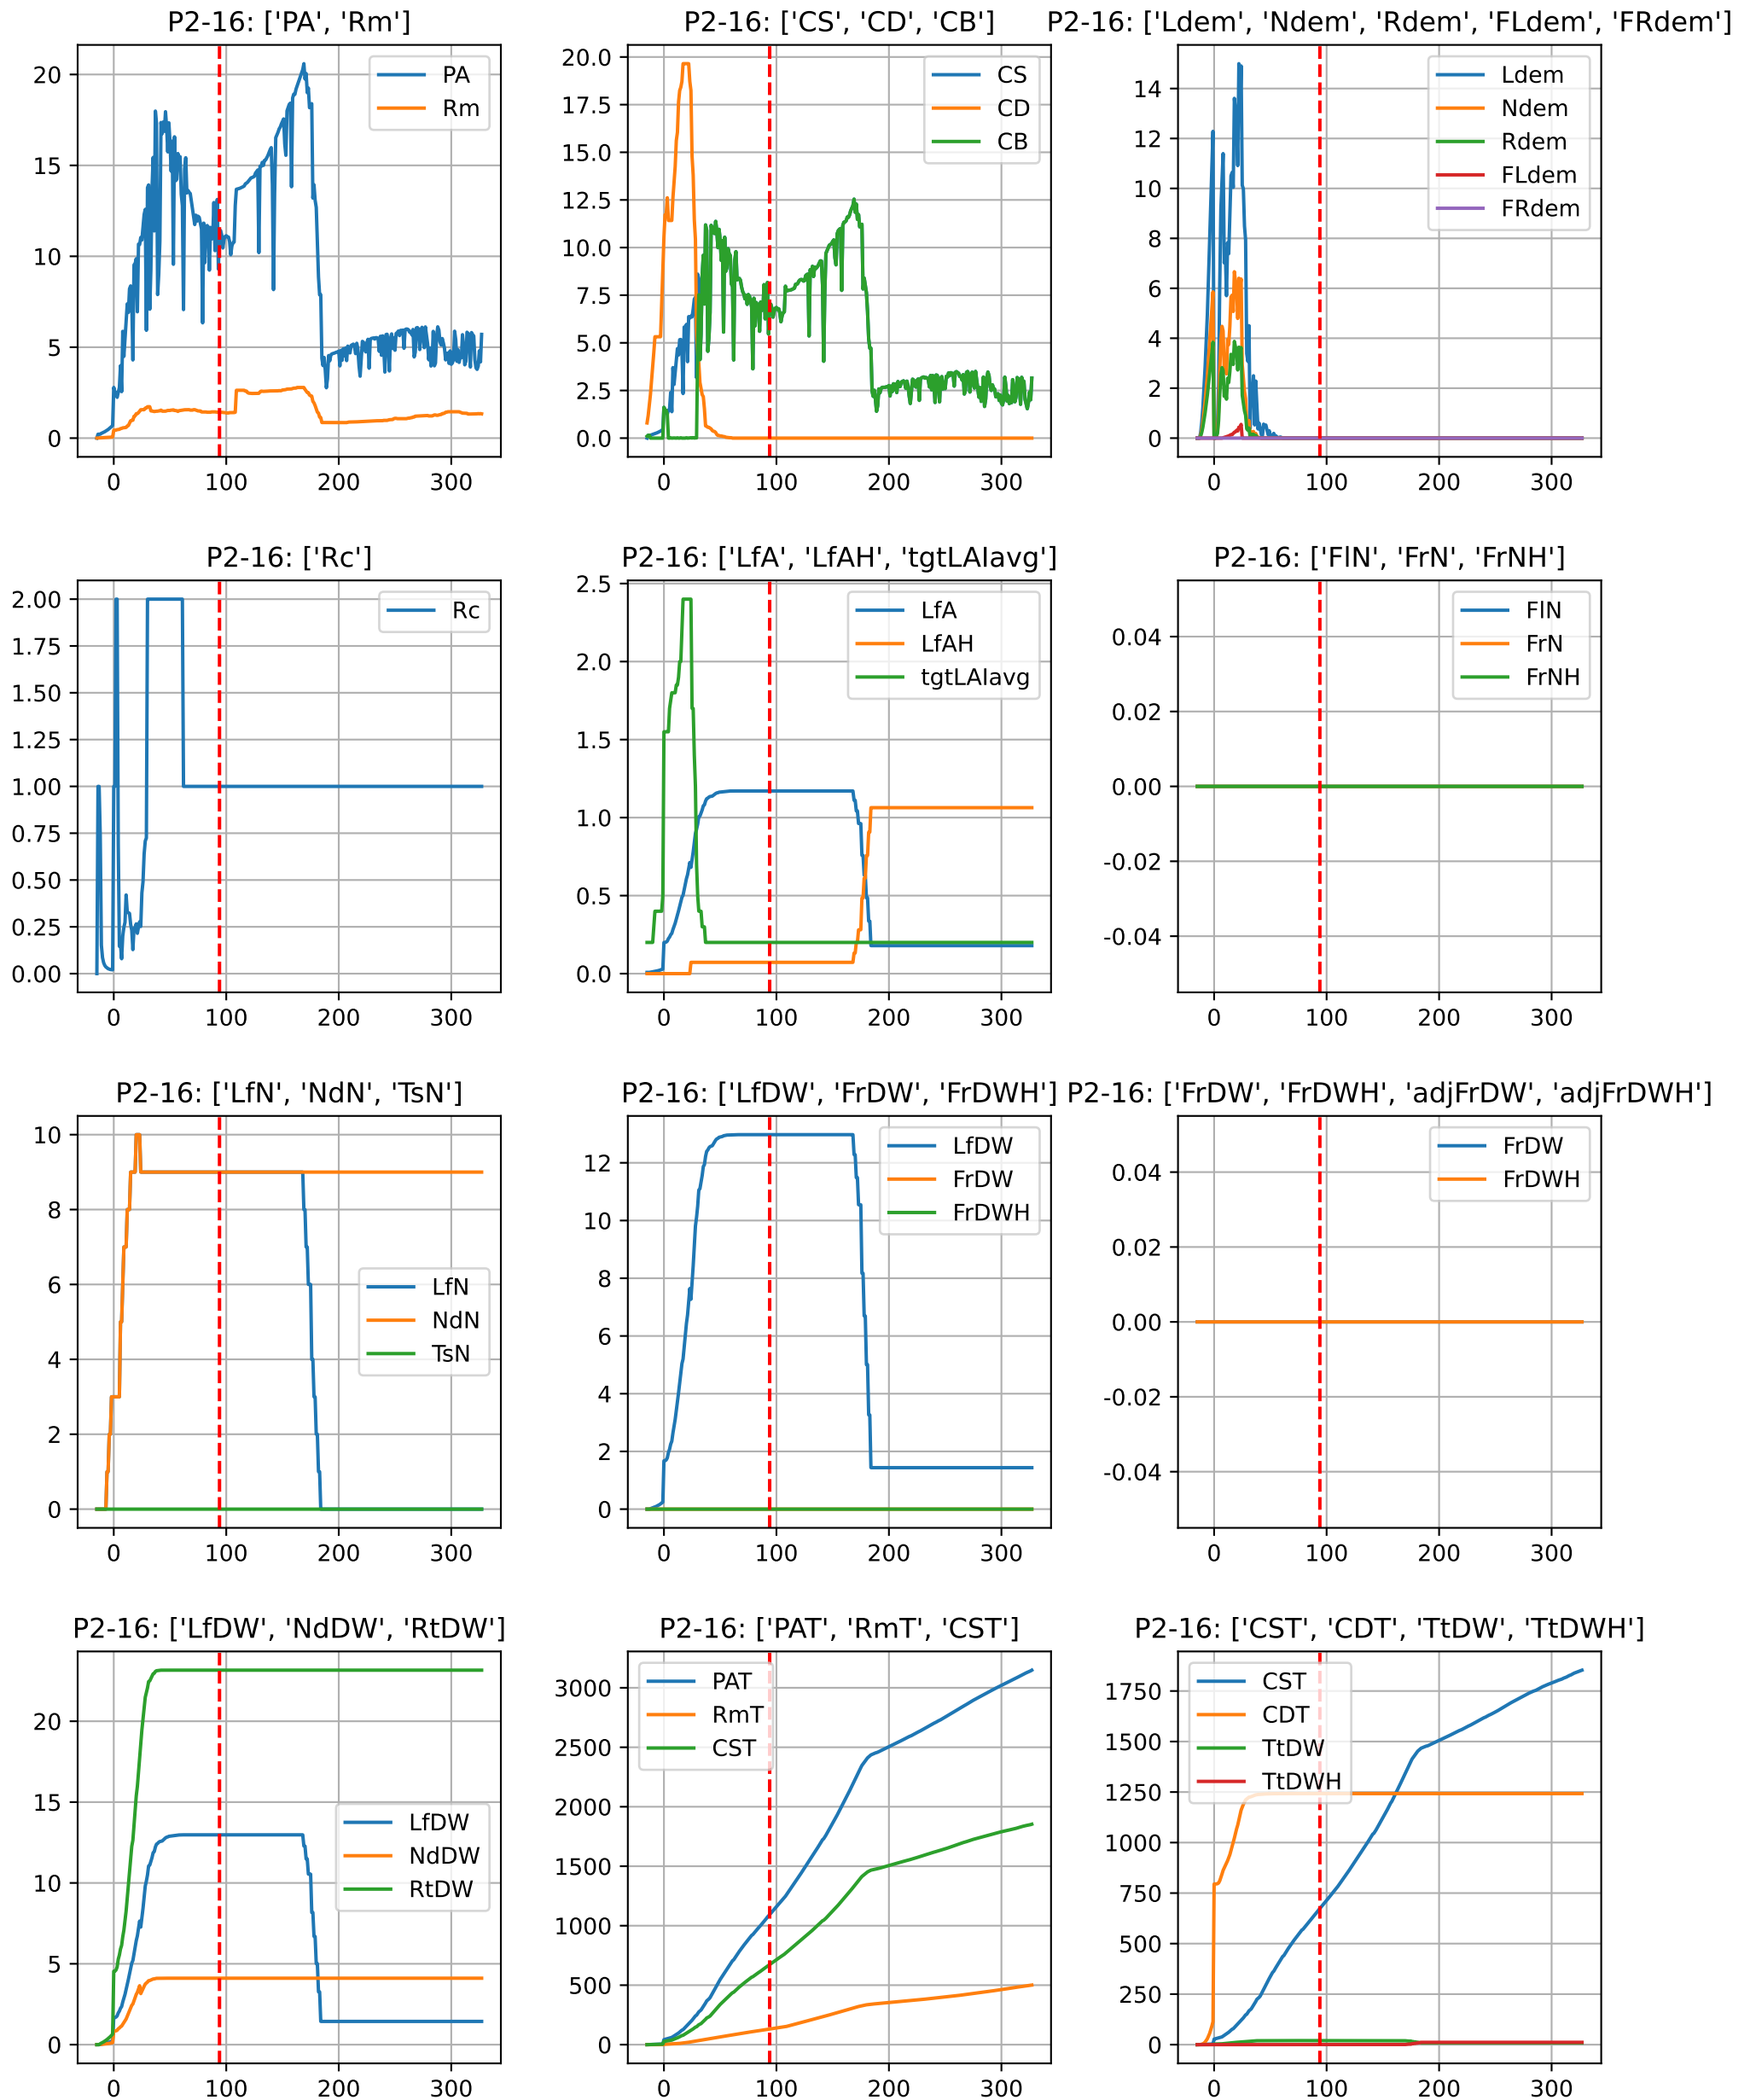 P2-16: ['PA', 'Rm']
20
15
10
5
0
0 100 200 300
PA
Rm
P2-16: ['CS', 'CD', 'CB']
20.0
17.5
15.0
12.5
10.0
7.5
5.0
2.5
0.0
0 100 200 300
CS
CD
CB
P2-16: ['Ldem', 'Ndem', 'Rdem', 'FLdem', 'FRdem']
14
12
10
8
6
4
2
0
0 100 200 300
Ldem
Ndem
Rdem
FLdem
FRdem
P2-16: ['Rc']
2.00
1.75
1.50
1.25
1.00
0.75
0.50
0.25
0.00
0 100 200 300
Rc
P2-16: ['LfA', 'LfAH', 'tgtLAIavg']
2.5
2.0
1.5
1.0
0.5
0.0
0 100 200 300
LfA
LfAH
tgtLAIavg
P2-16: ['FlN', 'FrN', 'FrNH']
0.04
0.02
0.00
-0.02
-0.04
0 100 200 300
FlN
FrN
FrNH
P2-16: ['LfN', 'NdN', 'TsN']
10
8
6
4
2
0
0 100 200 300
LfN
NdN
TsN
P2-16: ['LfDW', 'FrDW', 'FrDWH']
12
10
8
6
4
2
0
0 100 200 300
LfDW
FrDW
FrDWH
P2-16: ['FrDW', 'FrDWH', 'adjFrDW', 'adjFrDWH']
0.04
0.02
0.00
-0.02
-0.04
0 100 200 300
FrDW
FrDWH
P2-16: ['LfDW', 'NdDW', 'RtDW']
20
15
10
5
0
0 100 200 300
LfDW
NdDW
RtDW
P2-16: ['PAT', 'RmT', 'CST']
3000
2500
2000
1500
1000
500
0
0 100 200 300
PAT
RmT
CST
P2-16: ['CST', 'CDT', 'TtDW', 'TtDWH']
1750
1500
1250
1000
750
500
250
0
0 100 200 300
CST
CDT
TtDW
TtDWH